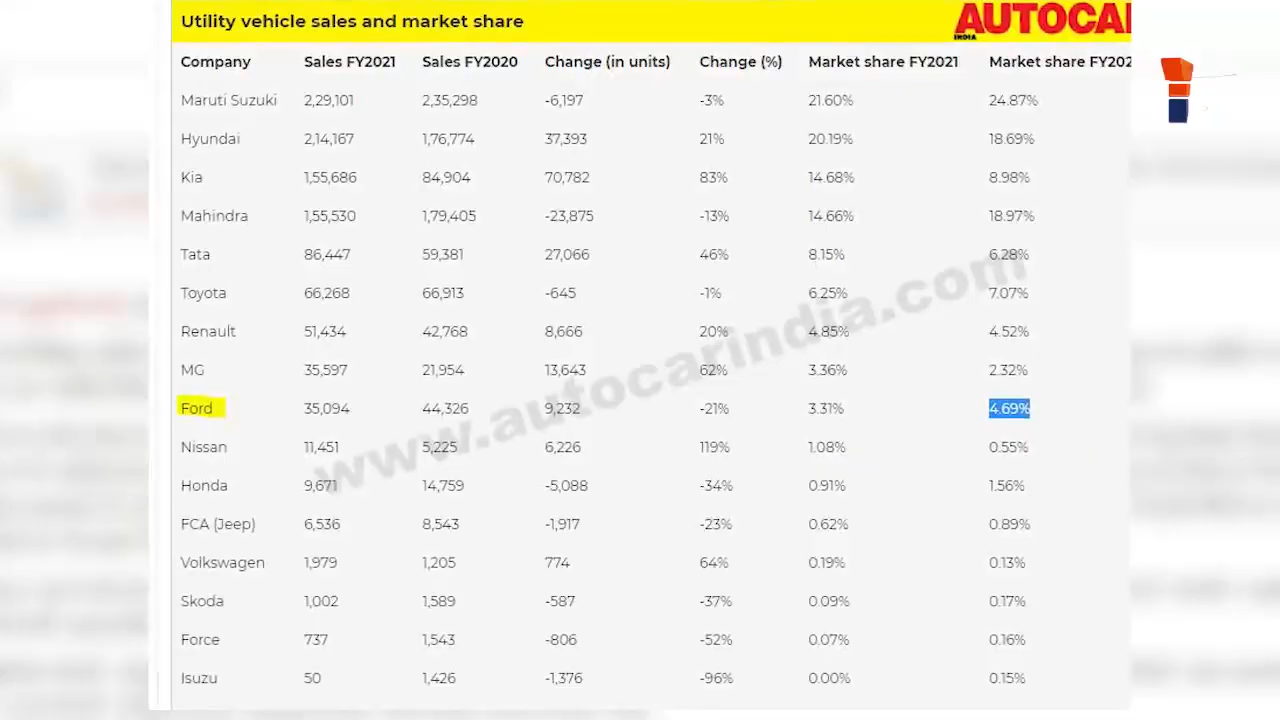 Utility vehicle sales and market share
AUTOCAI
INDIA
Company Sales FY2021 Sales FY2020 Change (in units) Change (%) Market share FY2021 Market share FY202
Maruti Suzuki 2,29,101 2,35,298 -6,197 -3% 21.60% 24.87%
Hyundai 2,14,167 1,76,774 37,393 21% 20.19% 18.69%
Kia 1,55,686 84,904 70,782 83% 14.68% 8.98%
Mahindra 1,55,530 1,79,405 -23,875 -13% 14.66% 18.97%
Tata 86,447 59,381 27,066 46% 8.15% 6.28%
Toyota 66,268 66,913 -645 -1% 6.25% 7.07%
Renault 51,434 42,768 8,666 20% 4.85% 4.52%
MG 35,597 21,954 13,643 62% 3.36% 2.32%
Ford 35,094 44,326 9,232 -21% 3.31% 4.69%
Nissan 11,451 5,225 6,226 119% 1.08% 0.55%
Honda 9,671 14,759 -5,088 -34% 0.91% 1.56%
FCA (Jeep) 6,536 8,543 -1,917 -23% 0.62% 0.89%
Volkswagen 1,979 1,205 774 64% 0.19% 0.13%
Skoda 1,002 1,589 -587 -37% 0.09% 0.17%
Force 737 1,543 -806 -52% 0.07% 0.16%
Isuzu 50 1,426 -1,376 -96% 0.00% 0.15%
www.autocarindia.com